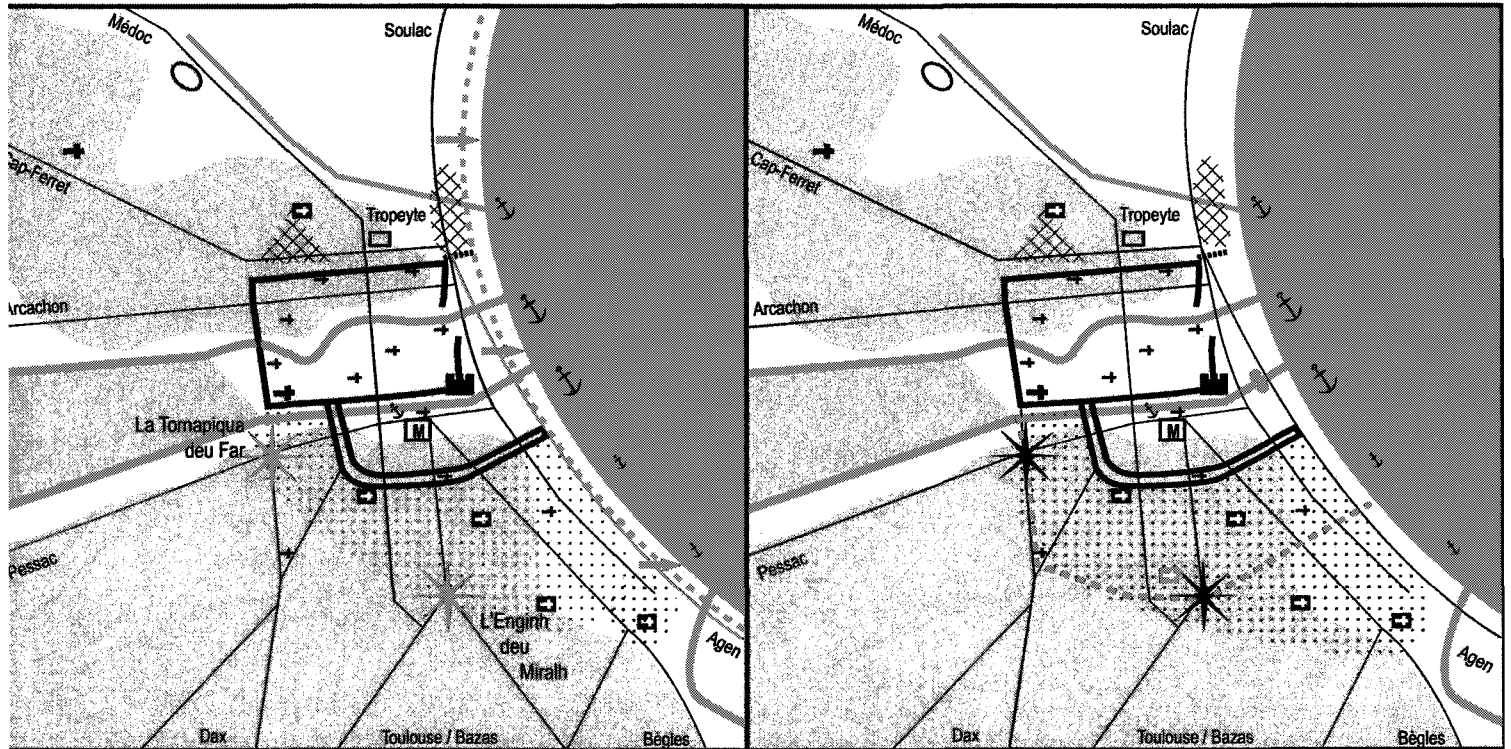 Médoc
Soulac
Cap-Ferret
Tropeyte
Arcachon
La Tornapiqua
deu Far
M
Pessac
L'Enginh
deu
Miralh
Agen
Dax
Toulouse / Bazas
Bègles
Médoc
Soulac
Cap-Ferret
Tropeyte
Arcachon
M
Pessac
Agen
Dax
Toulouse / Bazas
Bègles